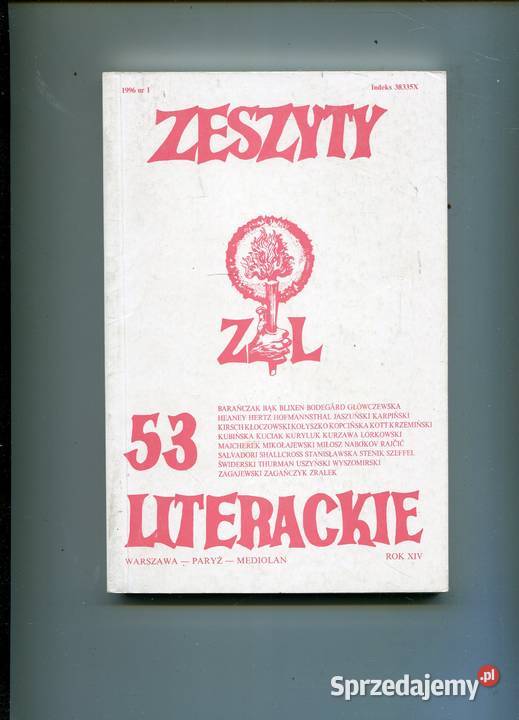 1996 nr 1
Indeks 38335X
ZESZYTY
ZL
53
BARAŃCZAK BĄK BLIXEN BODEGÅRD GŁÓWCZEWSKA
HEANEY HERTZ HOFMANNSTHAL JASZUŃSKI KARPIŃSKI
KIRSCH KŁOCZOWSKI KOŁYSZKO KOPCIŃSKA KOTT KRZEMIŃSKI
KUBIŃSKA KUCIAK KURYLUK KURZAWA LORKOWSKI
MAJCHEREK MIKOŁAJEWSKI MIŁOSZ NABOKOV RAJČIĆ
SALVADORI SHALLCROSS STANISŁAWSKA STENIK SZEFFEL
ŚWIDERSKI THURMAN USZYŃSKI WYSZOMIRSKI
ZAGAJEWSKI ZAGAŃCZYK ŻRAŁEK
LITERACKIE
WARSZAWA — PARYŻ — MEDIOLAN
ROK XIV
Sprzedajemy.pl